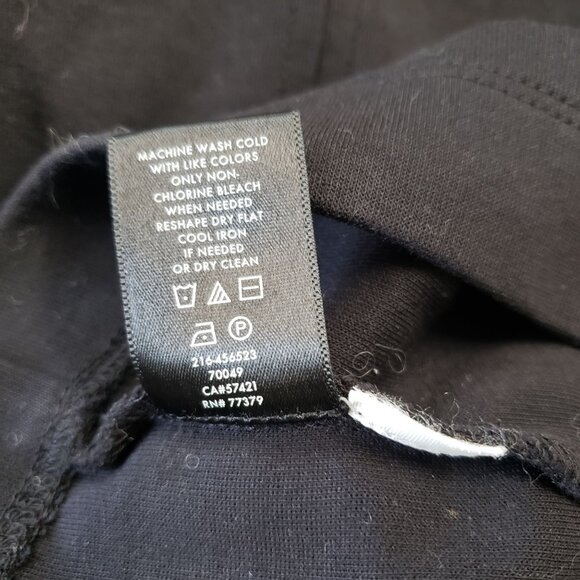 MACHINE WASH COLD
WITH LIKE COLORS
ONLY NON-
CHLORINE BLEACH
WHEN NEEDED
RESHAPE DRY FLAT
COOL IRON
IF NEEDED
OR DRY CLEAN
P
216-456523
70049
CA#57421
RN# 77379